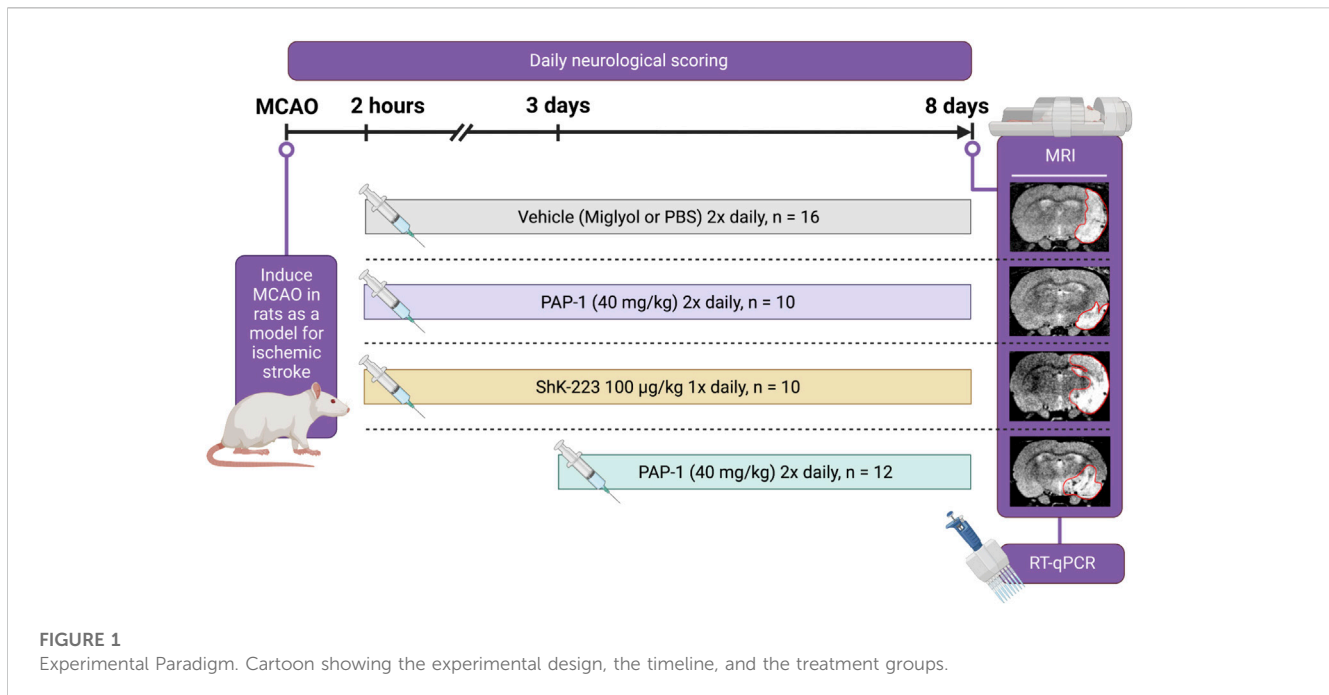 Daily neurological scoring
MCAO
2 hours
3 days
8 days
MRI
Vehicle (Miglyol or PBS) 2x daily, n = 16
Induce
MCAO in
rats as a
model for
ischemic
stroke
PAP-1 (40 mg/kg) 2x daily, n = 10
ShK-223 100 µg/kg 1x daily, n = 10
PAP-1 (40 mg/kg) 2x daily, n = 12
RT-qPCR
FIGURE 1
Experimental Paradigm. Cartoon showing the experimental design, the timeline, and the treatment groups.